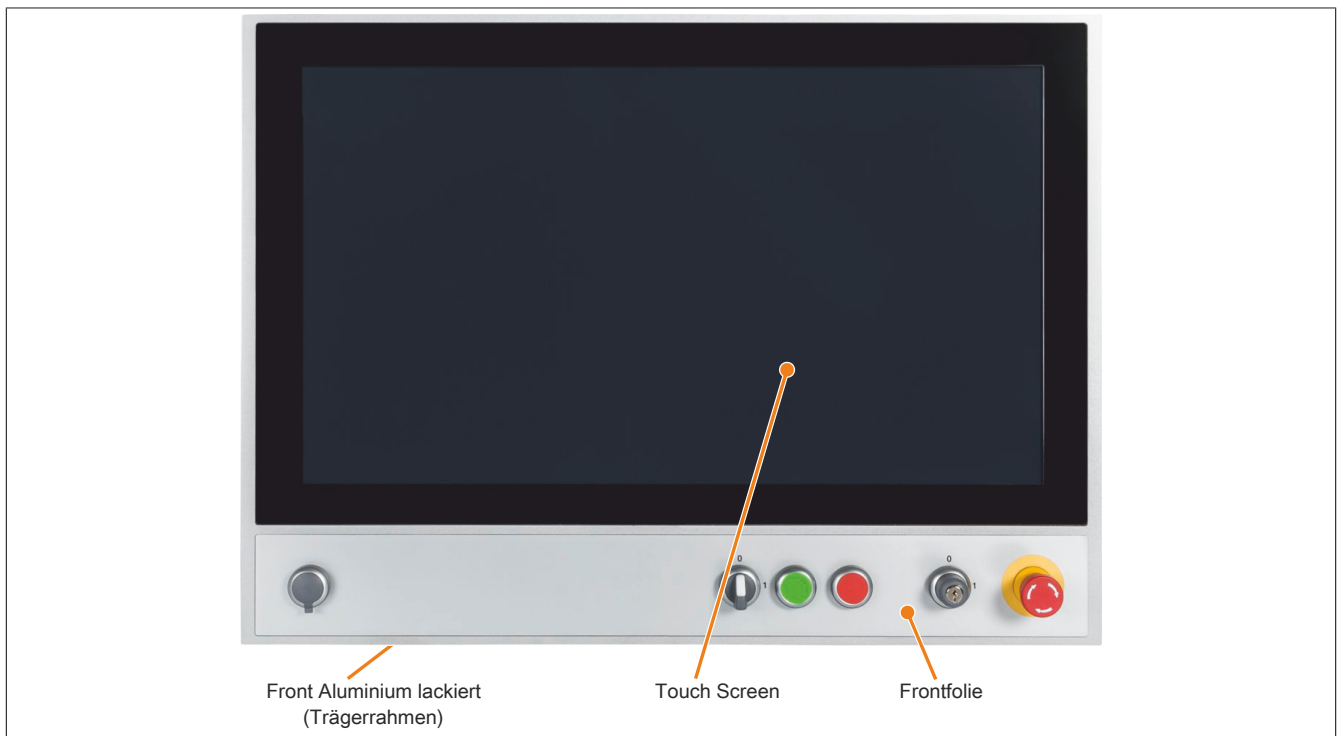 0
1
0
1
Front Aluminium lackiert
(Trägerrahmen)
Touch Screen
Frontfolie